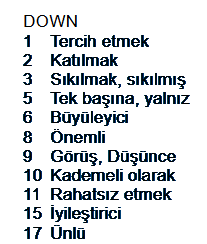 DOWN
1 Tercih etmek
2 Katılmak
3 Sıkılmak, sıkılmış
5 Tek başına, yalnız
6 Büyüleyici
8 Önemli
9 Görüş, Düşünce
10 Kademeli olarak
11 Rahatsız etmek
15 İyileştirici
17 Ünlü